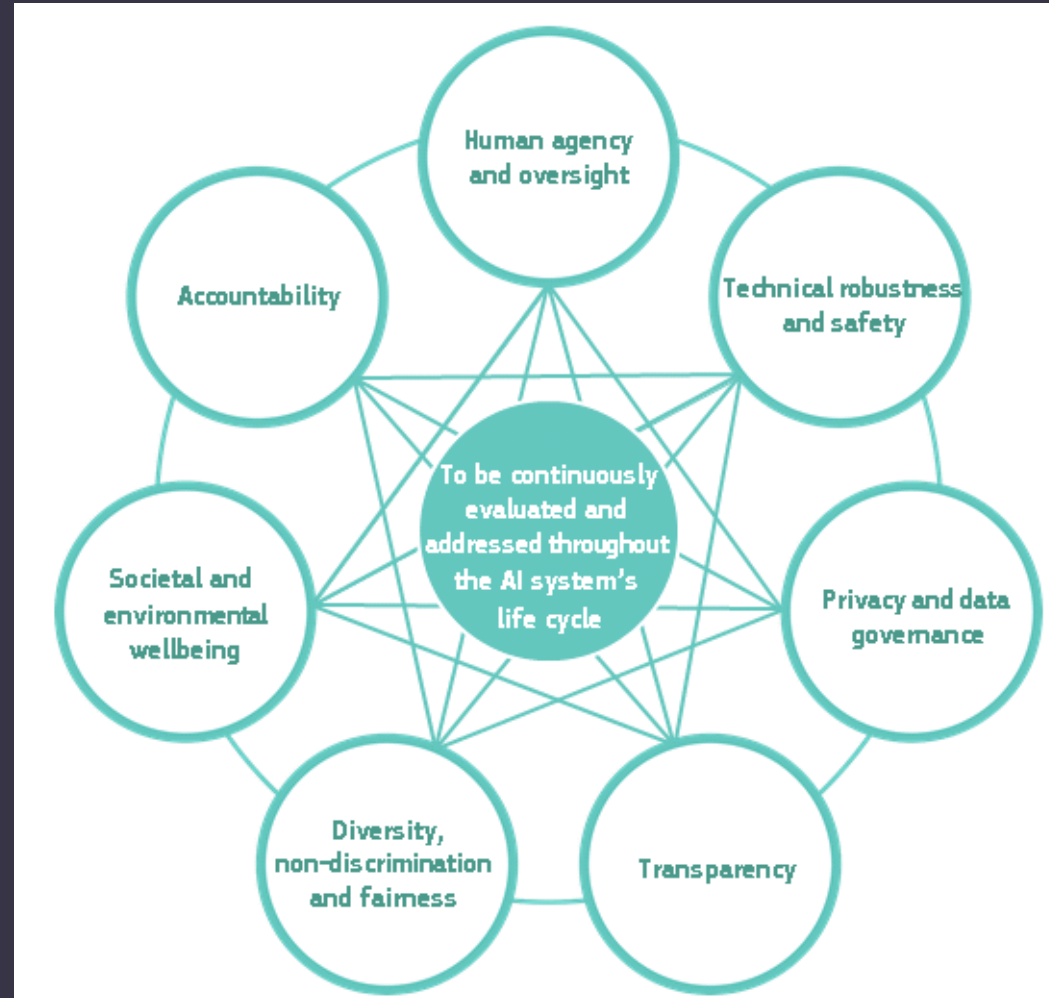 Human agency
and oversight
Technical robustness
and safety
Privacy and data
governance
Transparency
Diversity,
non-discrimination
and fairness
Societal and
environmental
wellbeing
Accountability
To be continuously
evaluated and
addressed throughout
the AI system's
life cycle